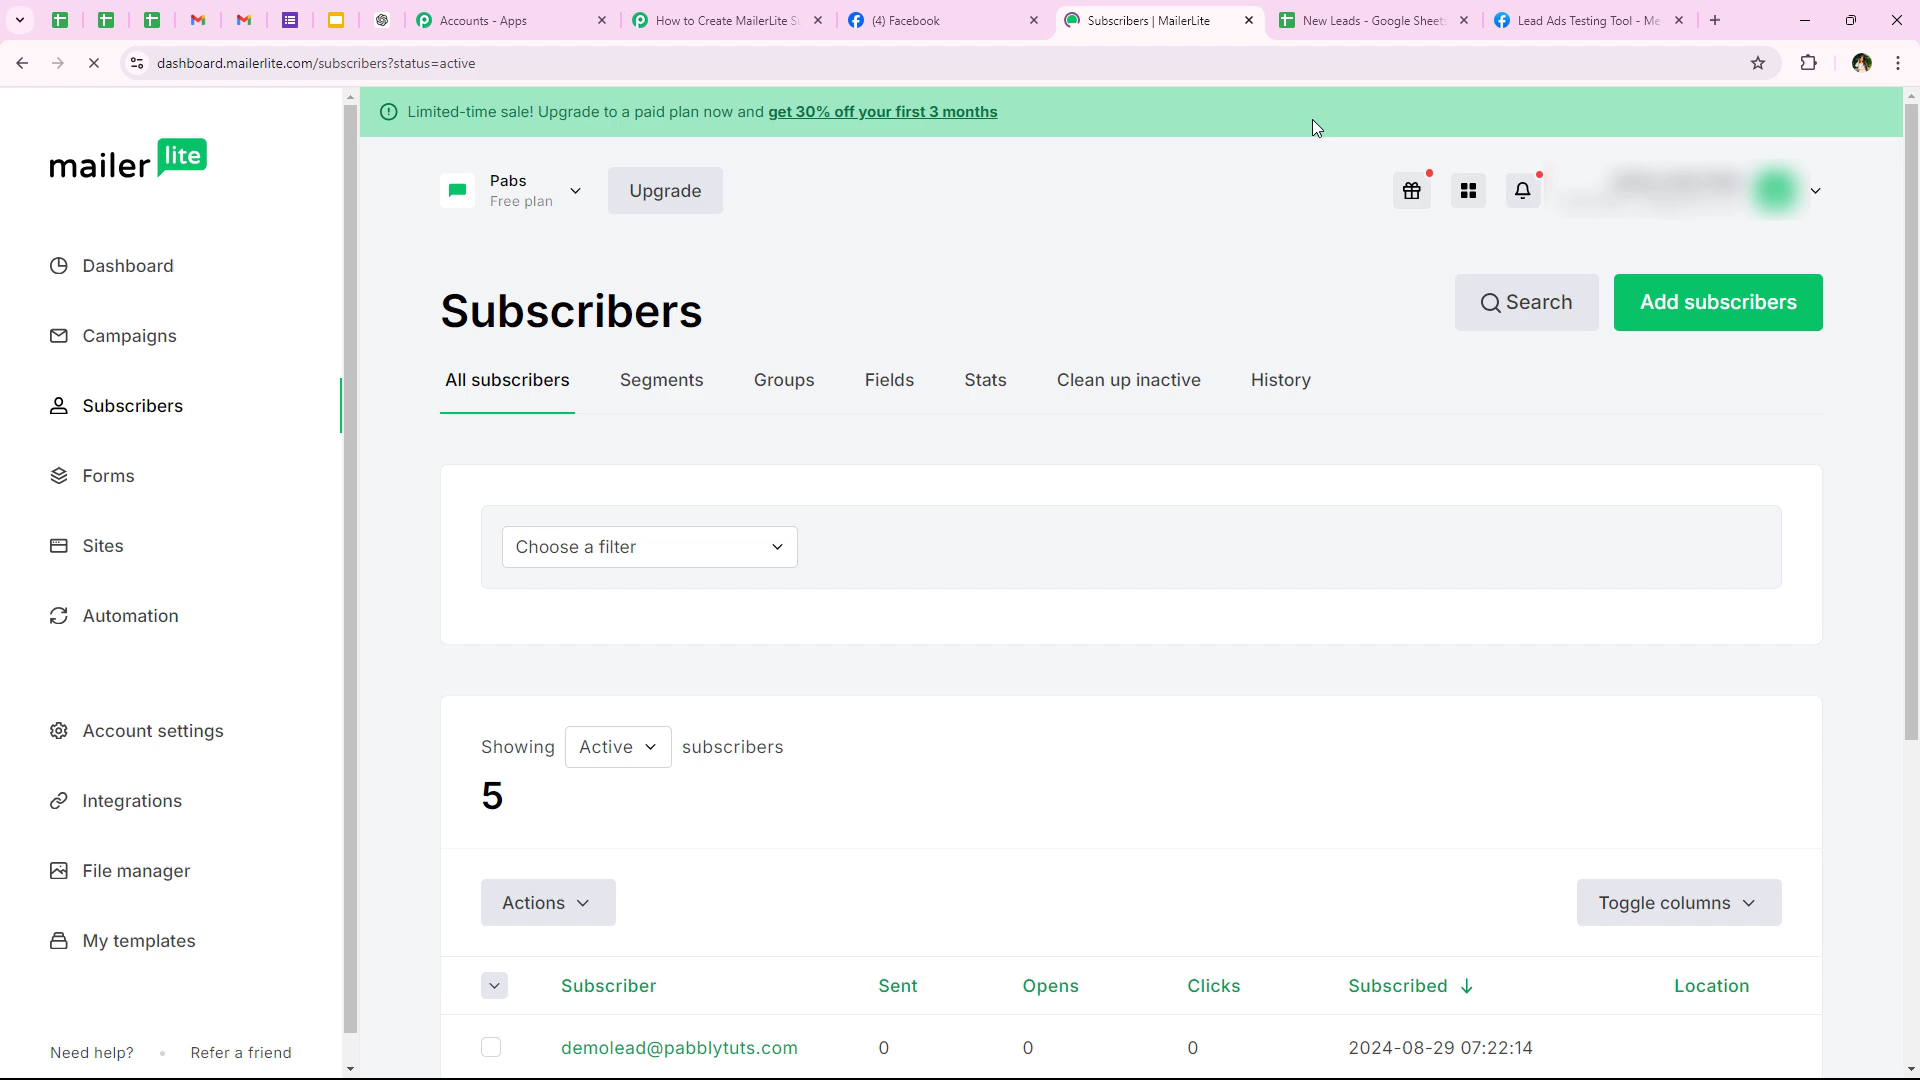 Accounts - Apps
How to Create MailerLite Su
(4) Facebook
Subscribers | MailerLite
New Leads - Google Sheets
Lead Ads Testing Tool - Me
dashboard.mailerlite.com/subscribers?status=active
mailer lite
Limited-time sale! Upgrade to a paid plan now and get 30% off your first 3 months
Pabs
Free plan
Upgrade
Dashboard
Campaigns
Subscribers
Forms
Sites
Automation
Account settings
Integrations
File manager
My templates
Need help?
Refer a friend
Subscribers
Search
Add subscribers
All subscribers
Segments
Groups
Fields
Stats
Clean up inactive
History
Choose a filter
Showing Active subscribers
5
Actions
Toggle columns
Subscriber Sent Opens Clicks Subscribed Location
demolead@pabblytuts.com 0 0 0 2024-08-29 07:22:14